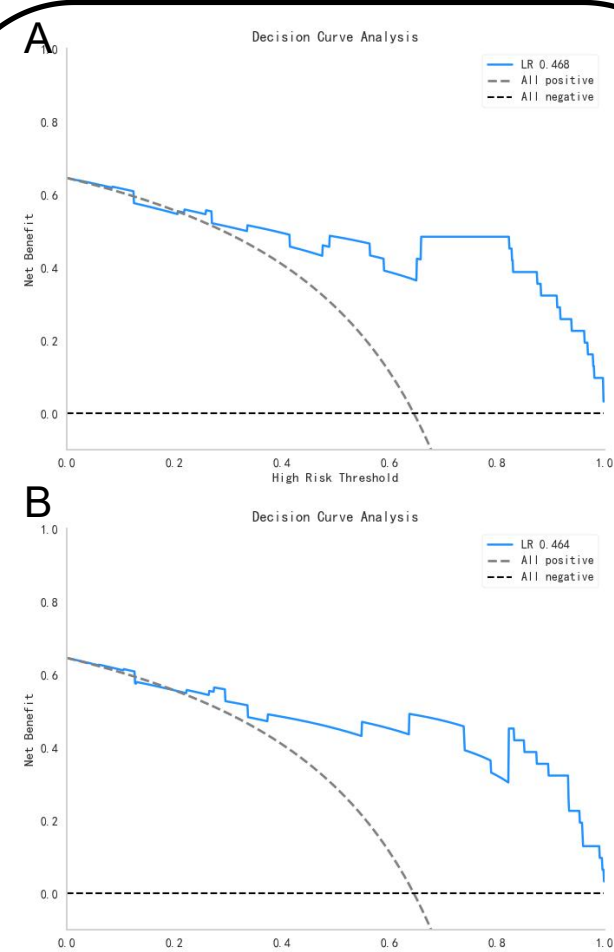 A
Decision Curve Analysis
1.0
LR 0.468
All positive
All negative
0.8
0.6
0.4
0.2
0.0
Net Benefit
0.0 0.2 0.4 0.6 0.8 1.0
High Risk Threshold
B
Decision Curve Analysis
1.0
LR 0.464
All positive
All negative
0.8
0.6
0.4
0.2
0.0
Net Benefit
0.0 0.2 0.4 0.6 0.8 1.0